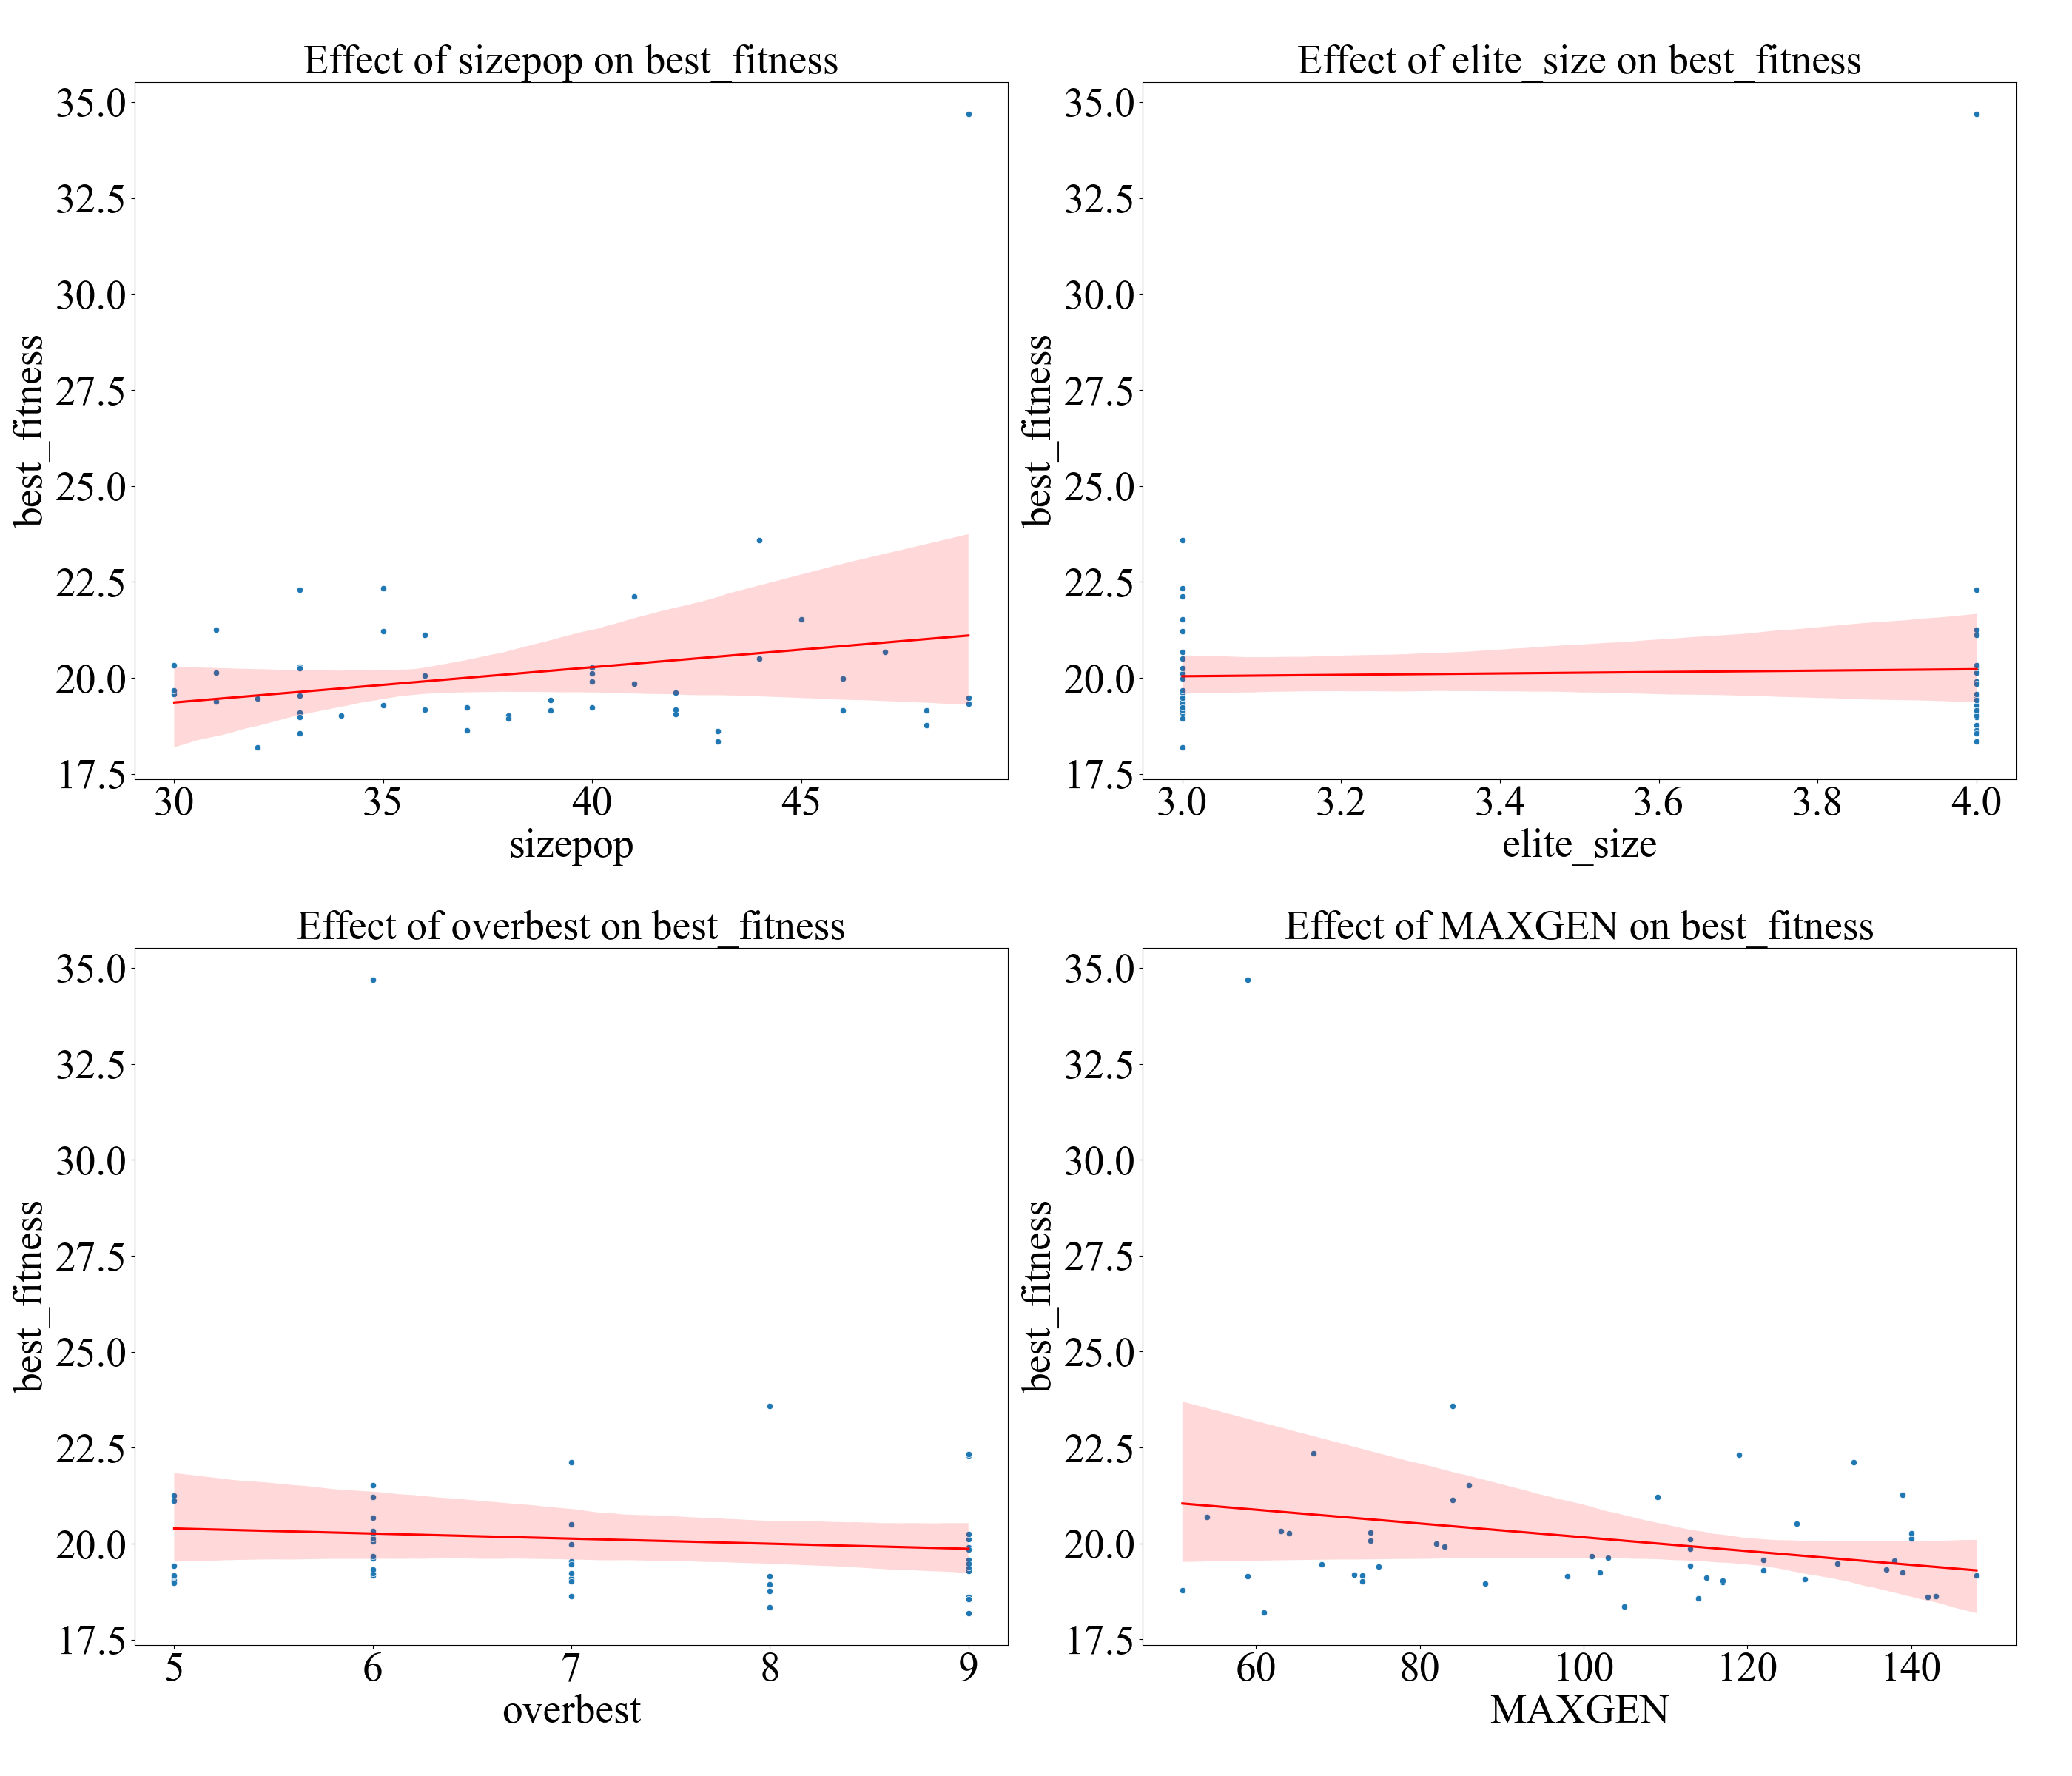 Effect of sizepop on best_fitness
35.0
32.5
30.0
27.5
25.0
22.5
20.0
17.5
best_fitness
30 35 40 45
sizepop
Effect of elite_size on best_fitness
35.0
32.5
30.0
27.5
25.0
22.5
20.0
17.5
best_fitness
3.0 3.2 3.4 3.6 3.8 4.0
elite_size
Effect of overbest on best_fitness
35.0
32.5
30.0
27.5
25.0
22.5
20.0
17.5
best_fitness
5 6 7 8 9
overbest
Effect of MAXGEN on best_fitness
35.0
32.5
30.0
27.5
25.0
22.5
20.0
17.5
best_fitness
60 80 100 120 140
MAXGEN